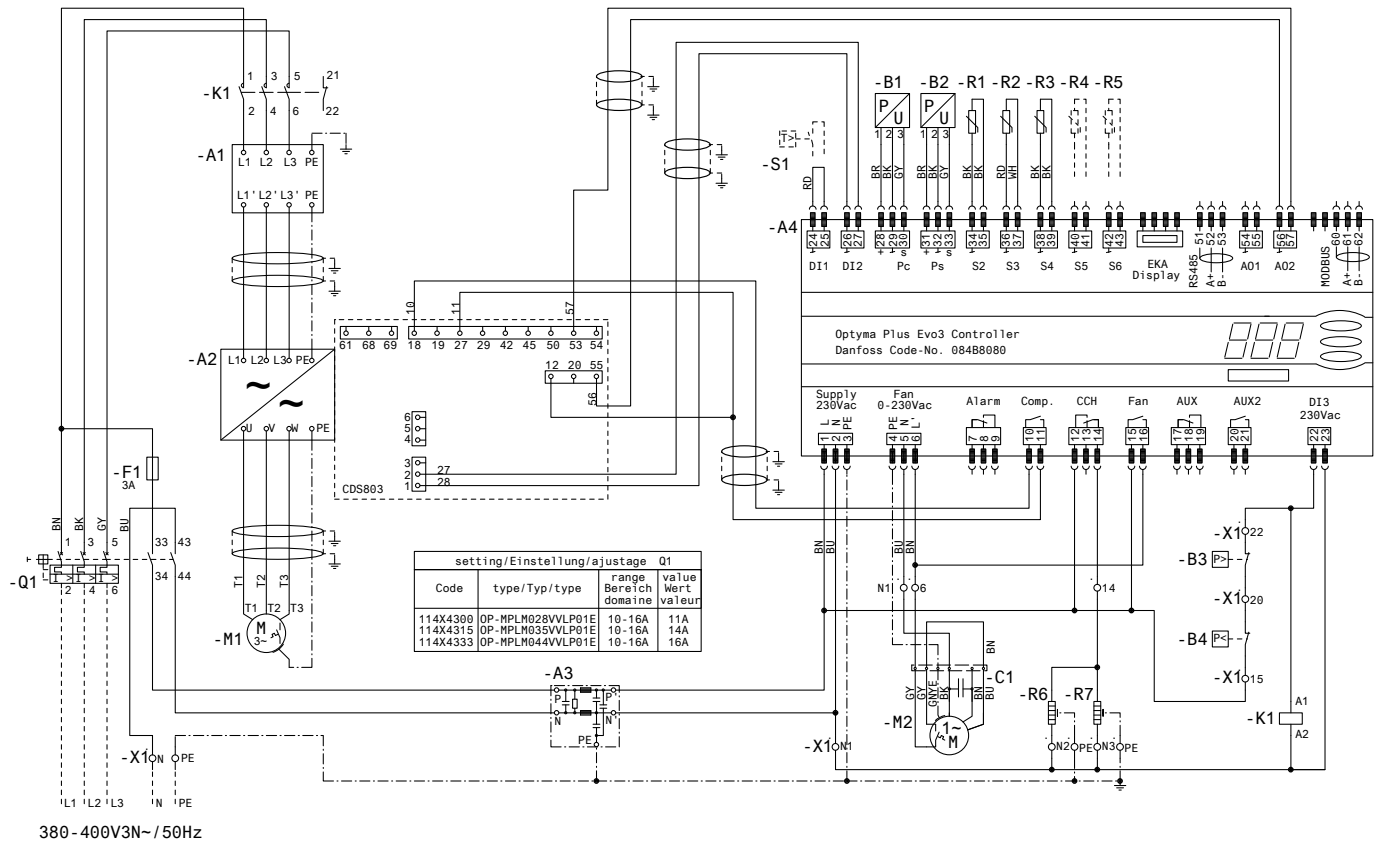 1 3 5 21
-K1
2 4 6 22
-A1
L1 L2 L3 PE
L1' L2' L3' PE
-A2 L1 L2 L3 PE
~
~
U V W PE
-F1
3A
BN BK GY BU
1 3 5 33 43
-Q1
I> I> I>
2 4 6 34 44
T1 T2 T3
T1 T2 T3
-M1
M
3~
-X1 N PE
L1 L2 L3 N PE
380-400V3N~/50Hz
10 11 57
61 68 69 18 19 27 29 42 45 50 53 54
12 20 55
56
6
5
4
3
2 27
1 28
CDS803
setting/Einstellung/ajustage Q1
Code type/Typ/type range Bereich domaine value Wert valeur
114X4300 OP-MPLM028VVLP01E 10-16A 11A
114X4315 OP-MPLM035VVLP01E 10-16A 14A
114X4333 OP-MPLM044VVLP01E 10-16A 16A
-A3
P P
N N
PE
-B1 -B2 -R1 -R2 -R3 -R4 -R5
P U P U
1 2 3 1 2 3
T>
-S1
RD BR BK GY BR BK GY BK BK RD WH BK BK
-A4
24 25 26 27 28 29 30 31 32 33 34 35 36 37 38 39 40 41 42 43 51 52 53 54 55 56 57 60 61 62
+ + s + s
DI1 DI2 Pc Ps S2 S3 S4 S5 S6 EKA Display RS485 A+ B- AO1 AO2 MODBUS A+ B-
Optyma Plus Evo3 Controller
Danfoss Code-No. 084B8080
Supply 230Vac Fan 0-230Vac Alarm Comp. CCH Fan AUX AUX2 DI3 230Vac
L N PE PE N L'
1 2 3 4 5 6 7 8 9 10 11 12 13 14 15 16 17 18 19 20 21 22 23
BN BU BU BN
N1 6 14
-X1 22
-B3 P>
-X1 20
-B4 P<
-X1 15
BN
-C1
GY GY GNYE BK BN BU
-M2
1~
M
-R6 -R7
-K1 A1
A2
-X1 N1 N2 PE N3 PE